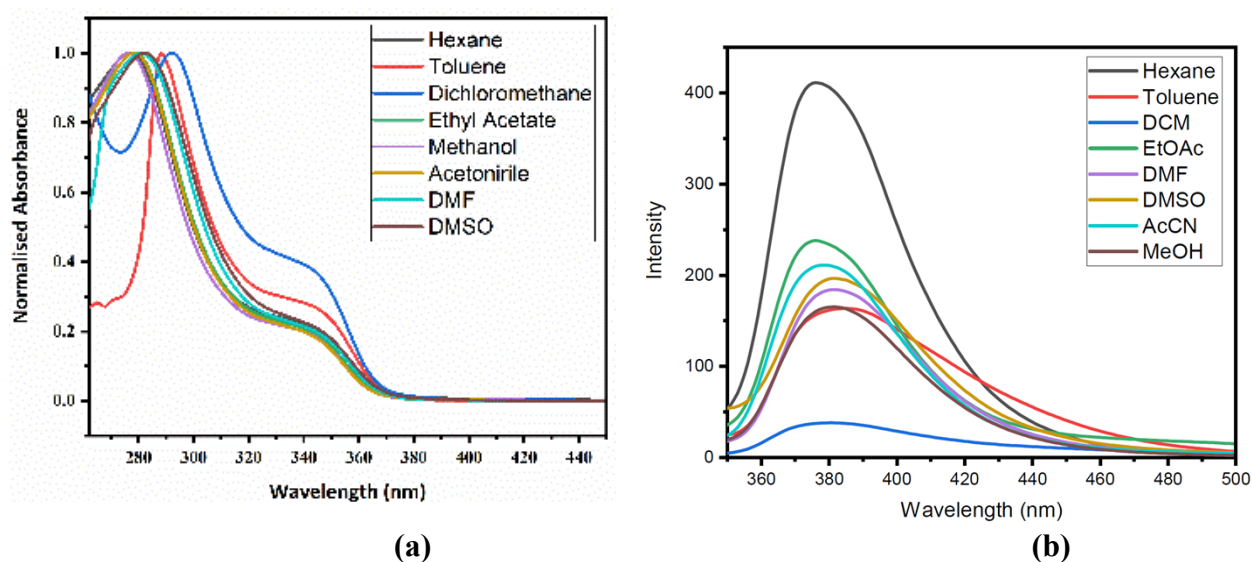 Normalised Absorbance
1.0
0.8
0.6
0.4
0.2
0.0
280 300 320 340 360 380 400 420 440
Wavelength (nm)
Hexane
Toluene
Dichloromethane
Ethyl Acetate
Methanol
Acetonirile
DMF
DMSO
(a)
Intensity
400
300
200
100
0
360 380 400 420 440 460 480 500
Wavelength (nm)
Hexane
Toluene
DCM
EtOAc
DMF
DMSO
AcCN
MeOH
(b)